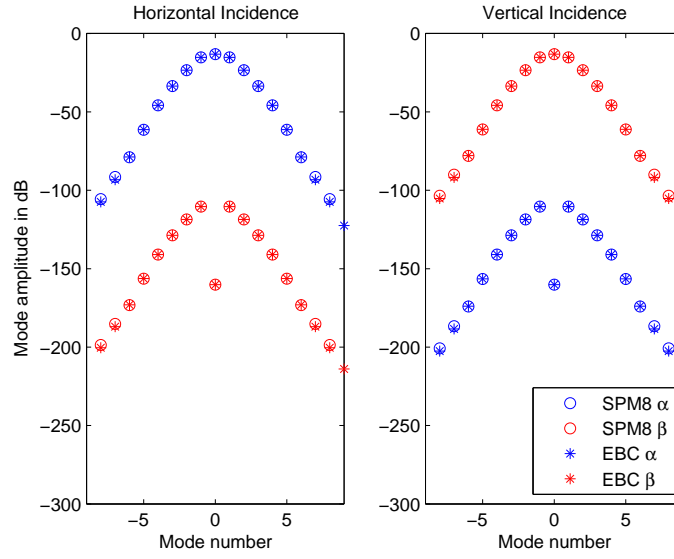 Horizontal Incidence
Vertical Incidence
Mode amplitude in dB
0
−50
−100
−150
−200
−250
−300
−5
0
5
Mode number
0
−50
−100
−150
−200
−250
−300
−5
0
5
Mode number
SPM8 α
SPM8 β
EBC α
EBC β